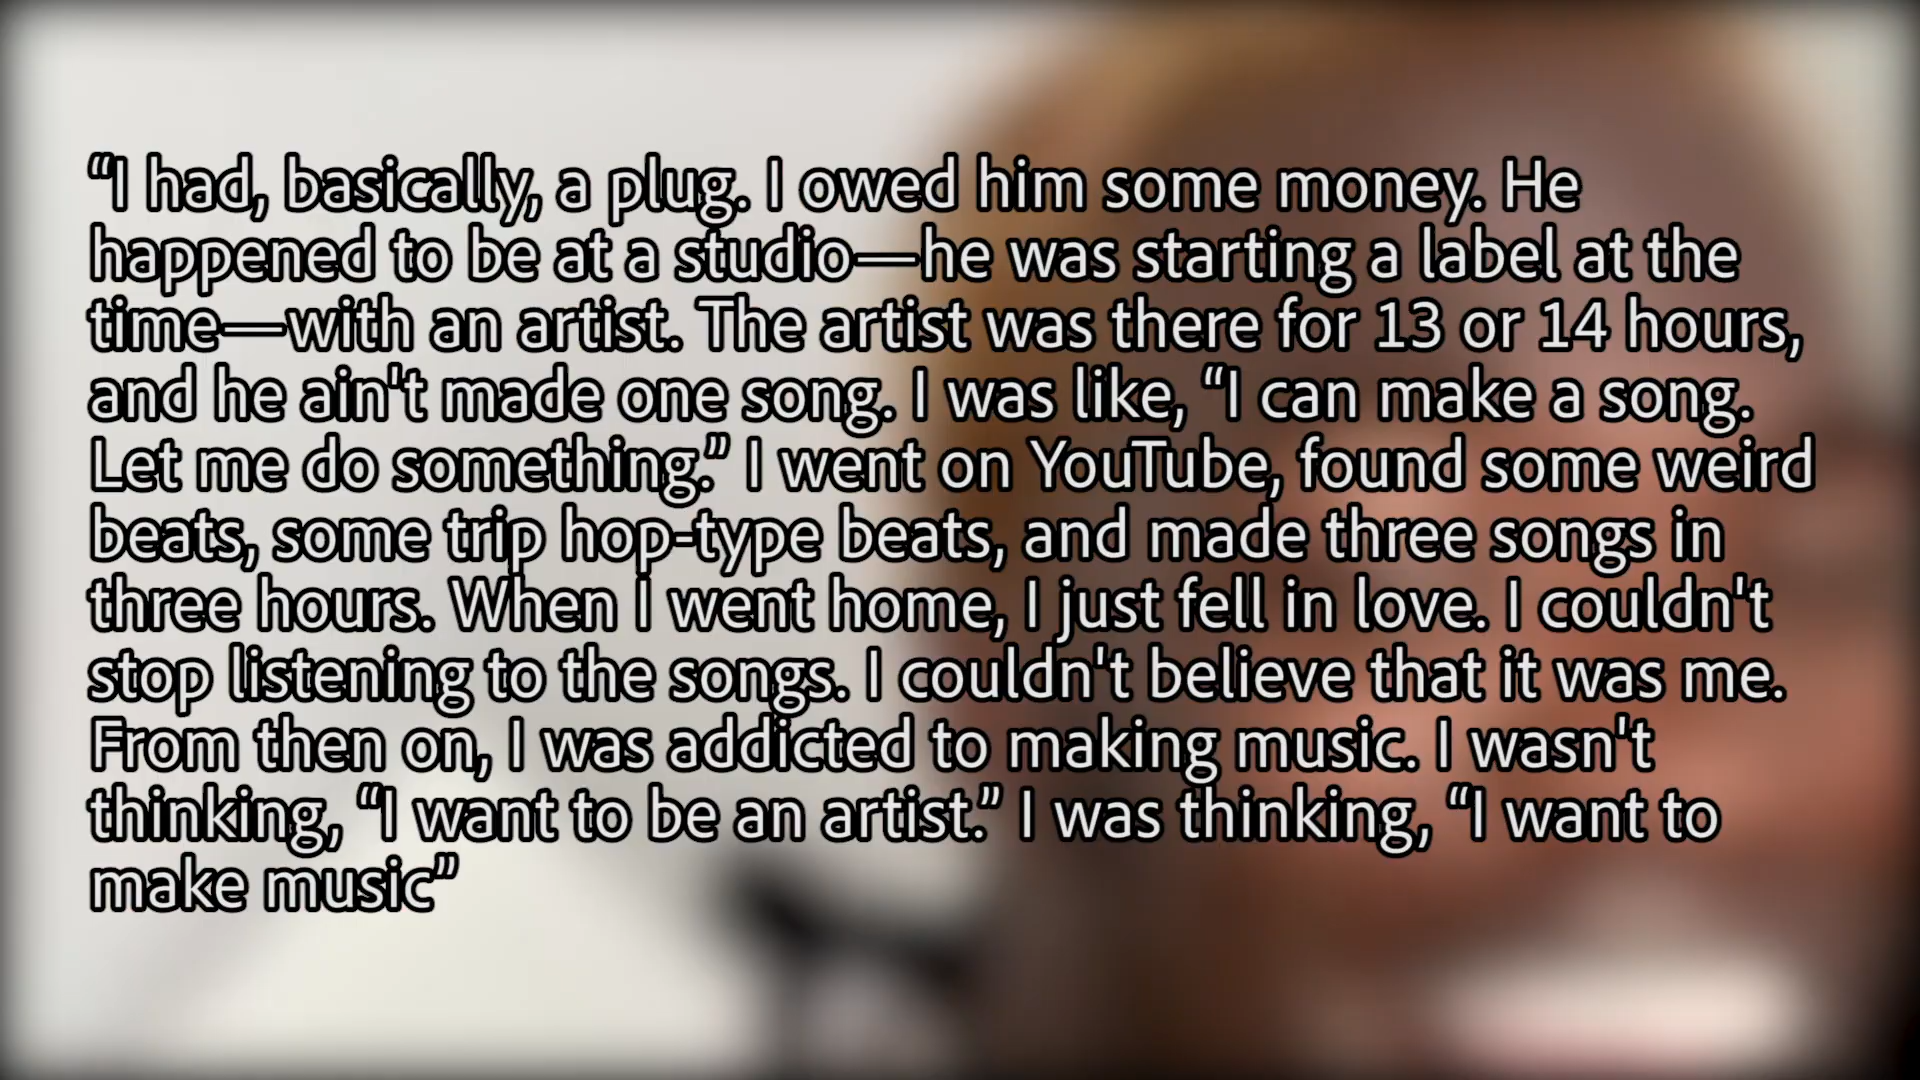 “I had, basically, a plug. I owed him some money. He
happened to be at a studio—he was starting a label at the
time—with an artist. The artist was there for 13 or 14 hours,
and he ain't made one song. I was like, “I can make a song.
Let me do something.” I went on YouTube, found some weird
beats, some trip hop-type beats, and made three songs in
three hours. When I went home, I just fell in love. I couldn't
stop listening to the songs. I couldn't believe that it was me.
From then on, I was addicted to making music. I wasn't
thinking, “I want to be an artist.” I was thinking, “I want to
make music”